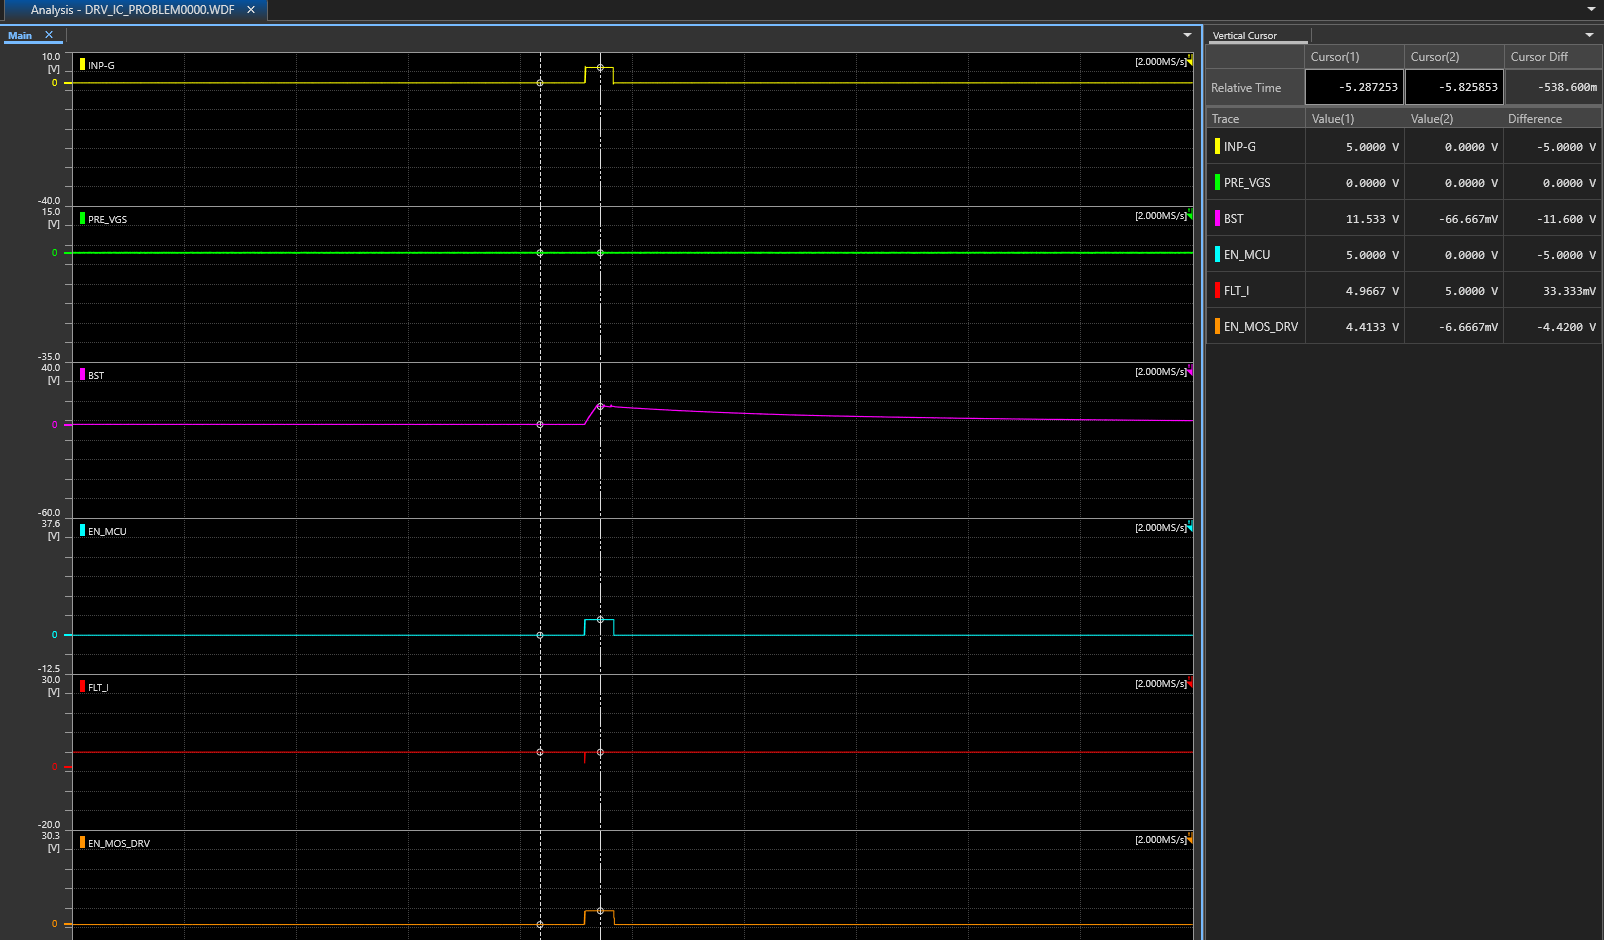 Analysis - DRV_IC_PROBLEM0000.WDF
Main
10.0
[V]
INP-G
[2.000MS/s]
0
-40.0
15.0
[V]
PRE_VGS
[2.000MS/s]
0
-35.0
40.0
[V]
BST
[2.000MS/s]
0
-60.0
37.6
[V]
EN_MCU
[2.000MS/s]
0
-12.5
30.0
[V]
FLT_I
[2.000MS/s]
0
-20.0
30.3
[V]
EN_MOS_DRV
[2.000MS/s]
0
Vertical Cursor
Cursor(1) Cursor(2) Cursor Diff
Relative Time -5.287253 -5.825853 -538.600m
Trace Value(1) Value(2) Difference
INP-G 5.0000 V 0.0000 V -5.0000 V
PRE_VGS 0.0000 V 0.0000 V 0.0000 V
BST 11.533 V -66.667mV -11.600 V
EN_MCU 5.0000 V 0.0000 V -5.0000 V
FLT_I 4.9667 V 5.0000 V 33.333mV
EN_MOS_DRV 4.4133 V -6.6667mV -4.4200 V